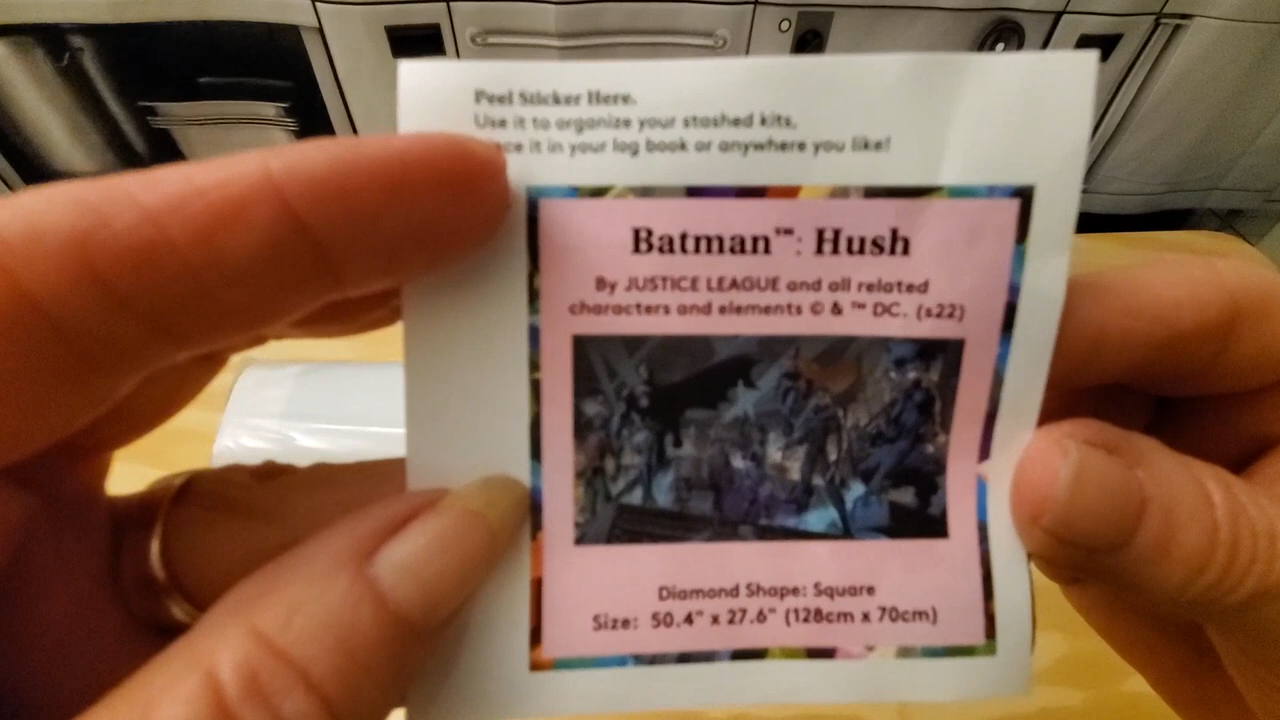 Peel Sticker Here.
Use it to organize your stashed kits,
it in your log book or anywhere you like!
Batman™: Hush
By JUSTICE LEAGUE and all related
characters and elements © & ™ DC. (s22)
Diamond Shape: Square
Size: 50.4" x 27.6" (128cm x 70cm)